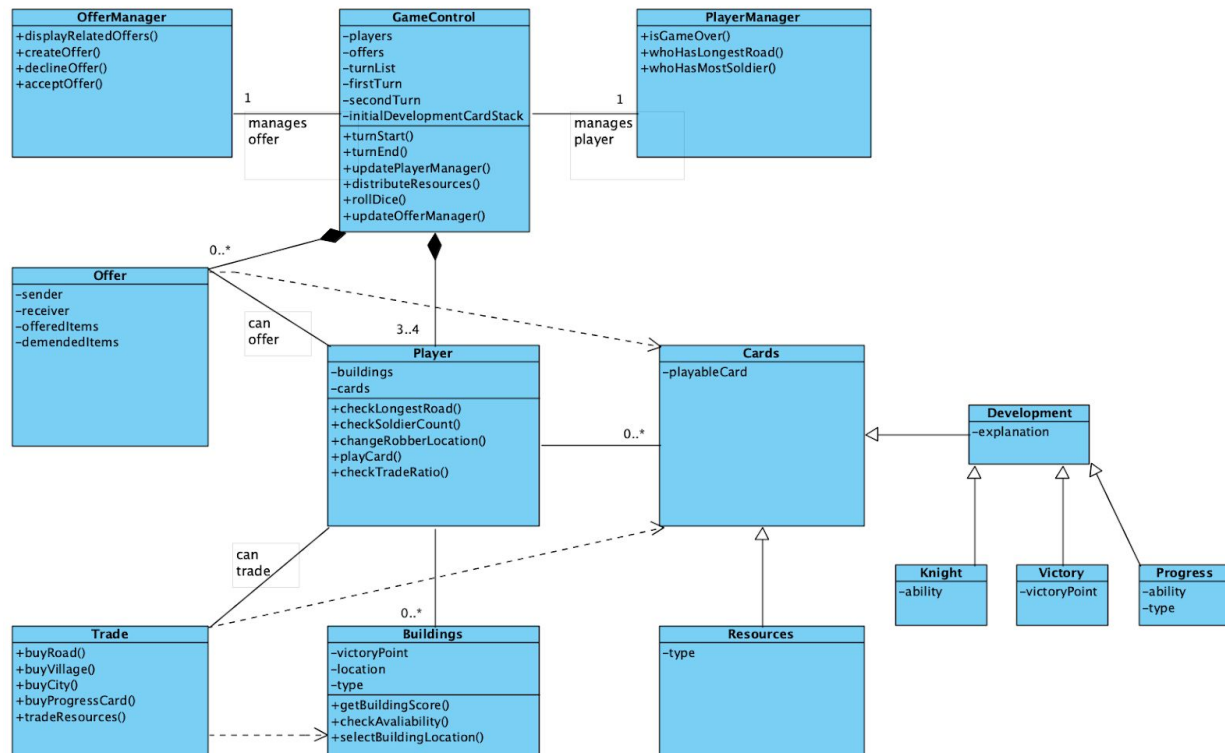 OfferManager
+displayRelatedOffers()
+createOffer()
+declineOffer()
+acceptOffer()
GameControl
-players
-offers
-turnList
-firstTurn
-secondTurn
-initialDevelopmentCardStack
+turnStart()
+turnEnd()
+updatePlayerManager()
+distributeResources()
+rollDice()
+updateOfferManager()
PlayerManager
+isGameOver()
+whoHasLongestRoad()
+whoHasMostSoldier()
1
manages
offer
1
manages
player
0..*
3..4
Offer
-sender
-receiver
-offeredItems
-demendedItems
can
offer
Player
-buildings
-cards
+checkLongestRoad()
+checkSoldierCount()
+changeRobberLocation()
+playCard()
+checkTradeRatio()
0..*
Cards
-playableCard
Development
-explanation
Knight
-ability
Victory
-victoryPoint
Progress
-ability
-type
can
trade
0..*
Trade
+buyRoad()
+buyVillage()
+buyCity()
+buyProgressCard()
+tradeResources()
Buildings
-victoryPoint
-location
-type
+getBuildingScore()
+checkAvaliability()
+selectBuildingLocation()
Resources
-type